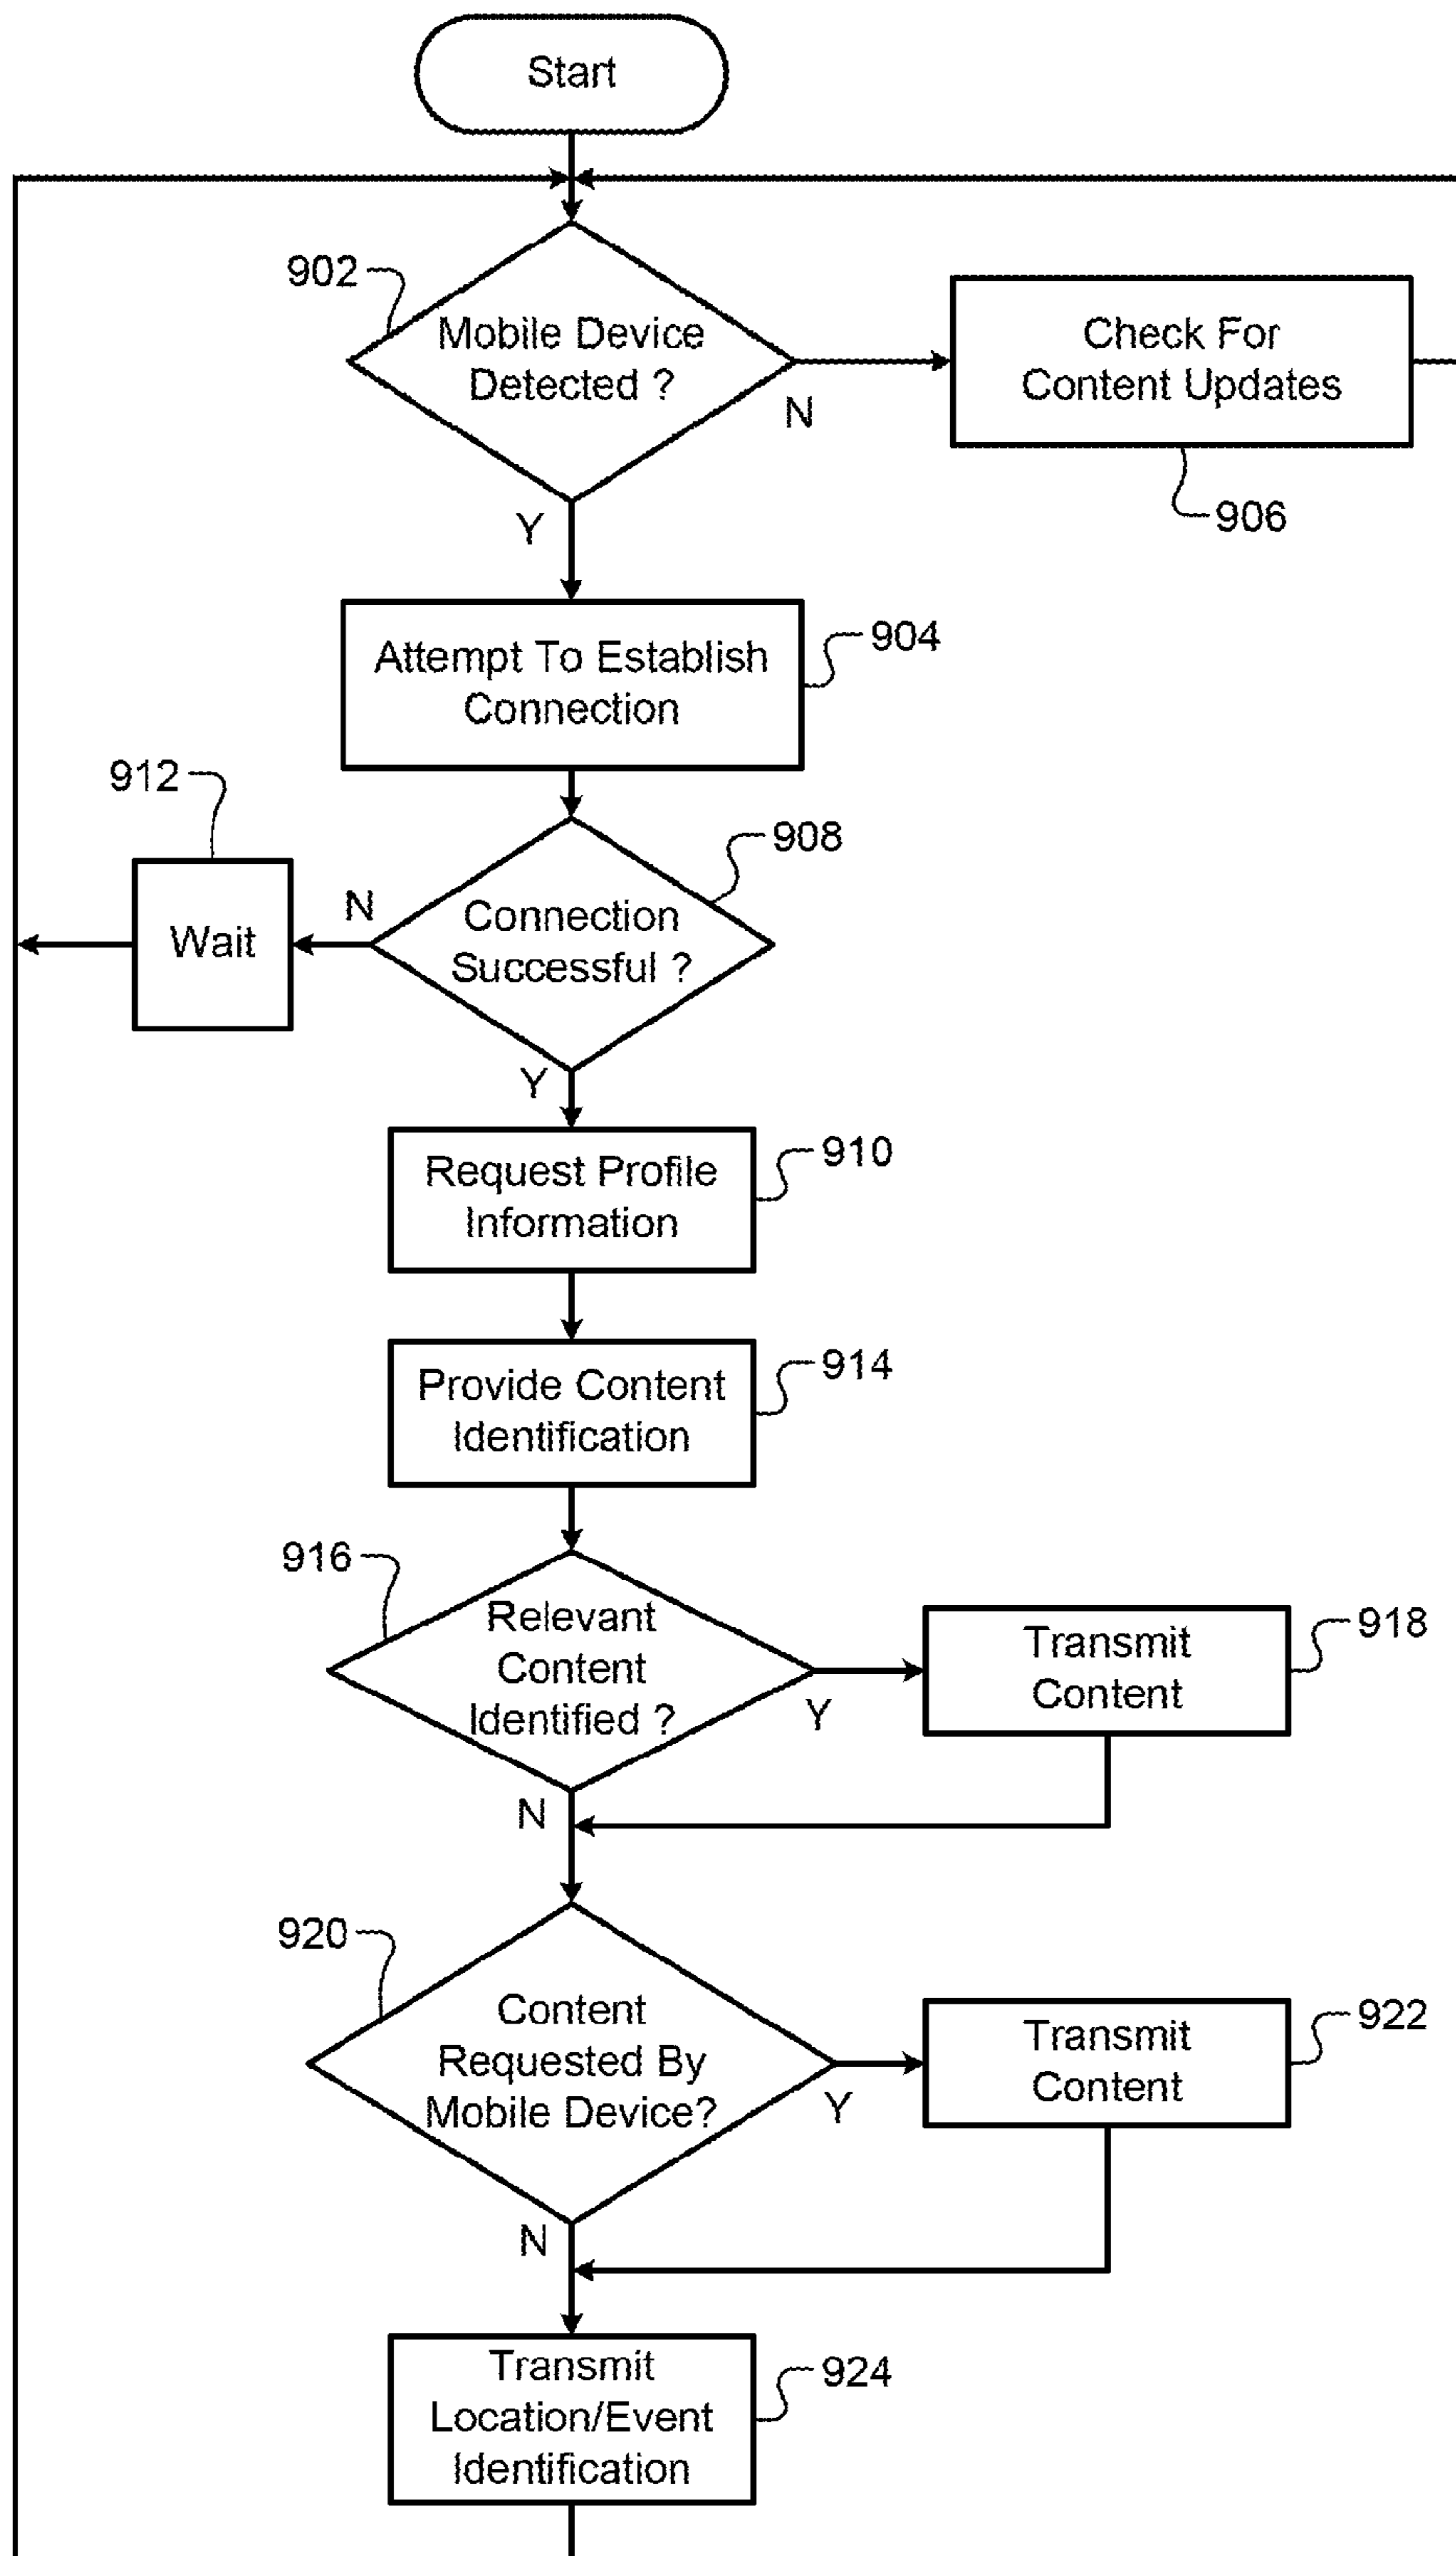 Start
902
Mobile Device
Detected ?
N
Check For
Content Updates
906
Y
Attempt To Establish
Connection
904
912
Wait
N
908
Connection
Successful ?
Y
Request Profile
Information
910
Provide Content
Identification
914
916
Relevant
Content
Identified ?
Y
Transmit
Content
918
N
920
Content
Requested By
Mobile Device?
Y
Transmit
Content
922
N
Transmit
Location/Event
Identification
924